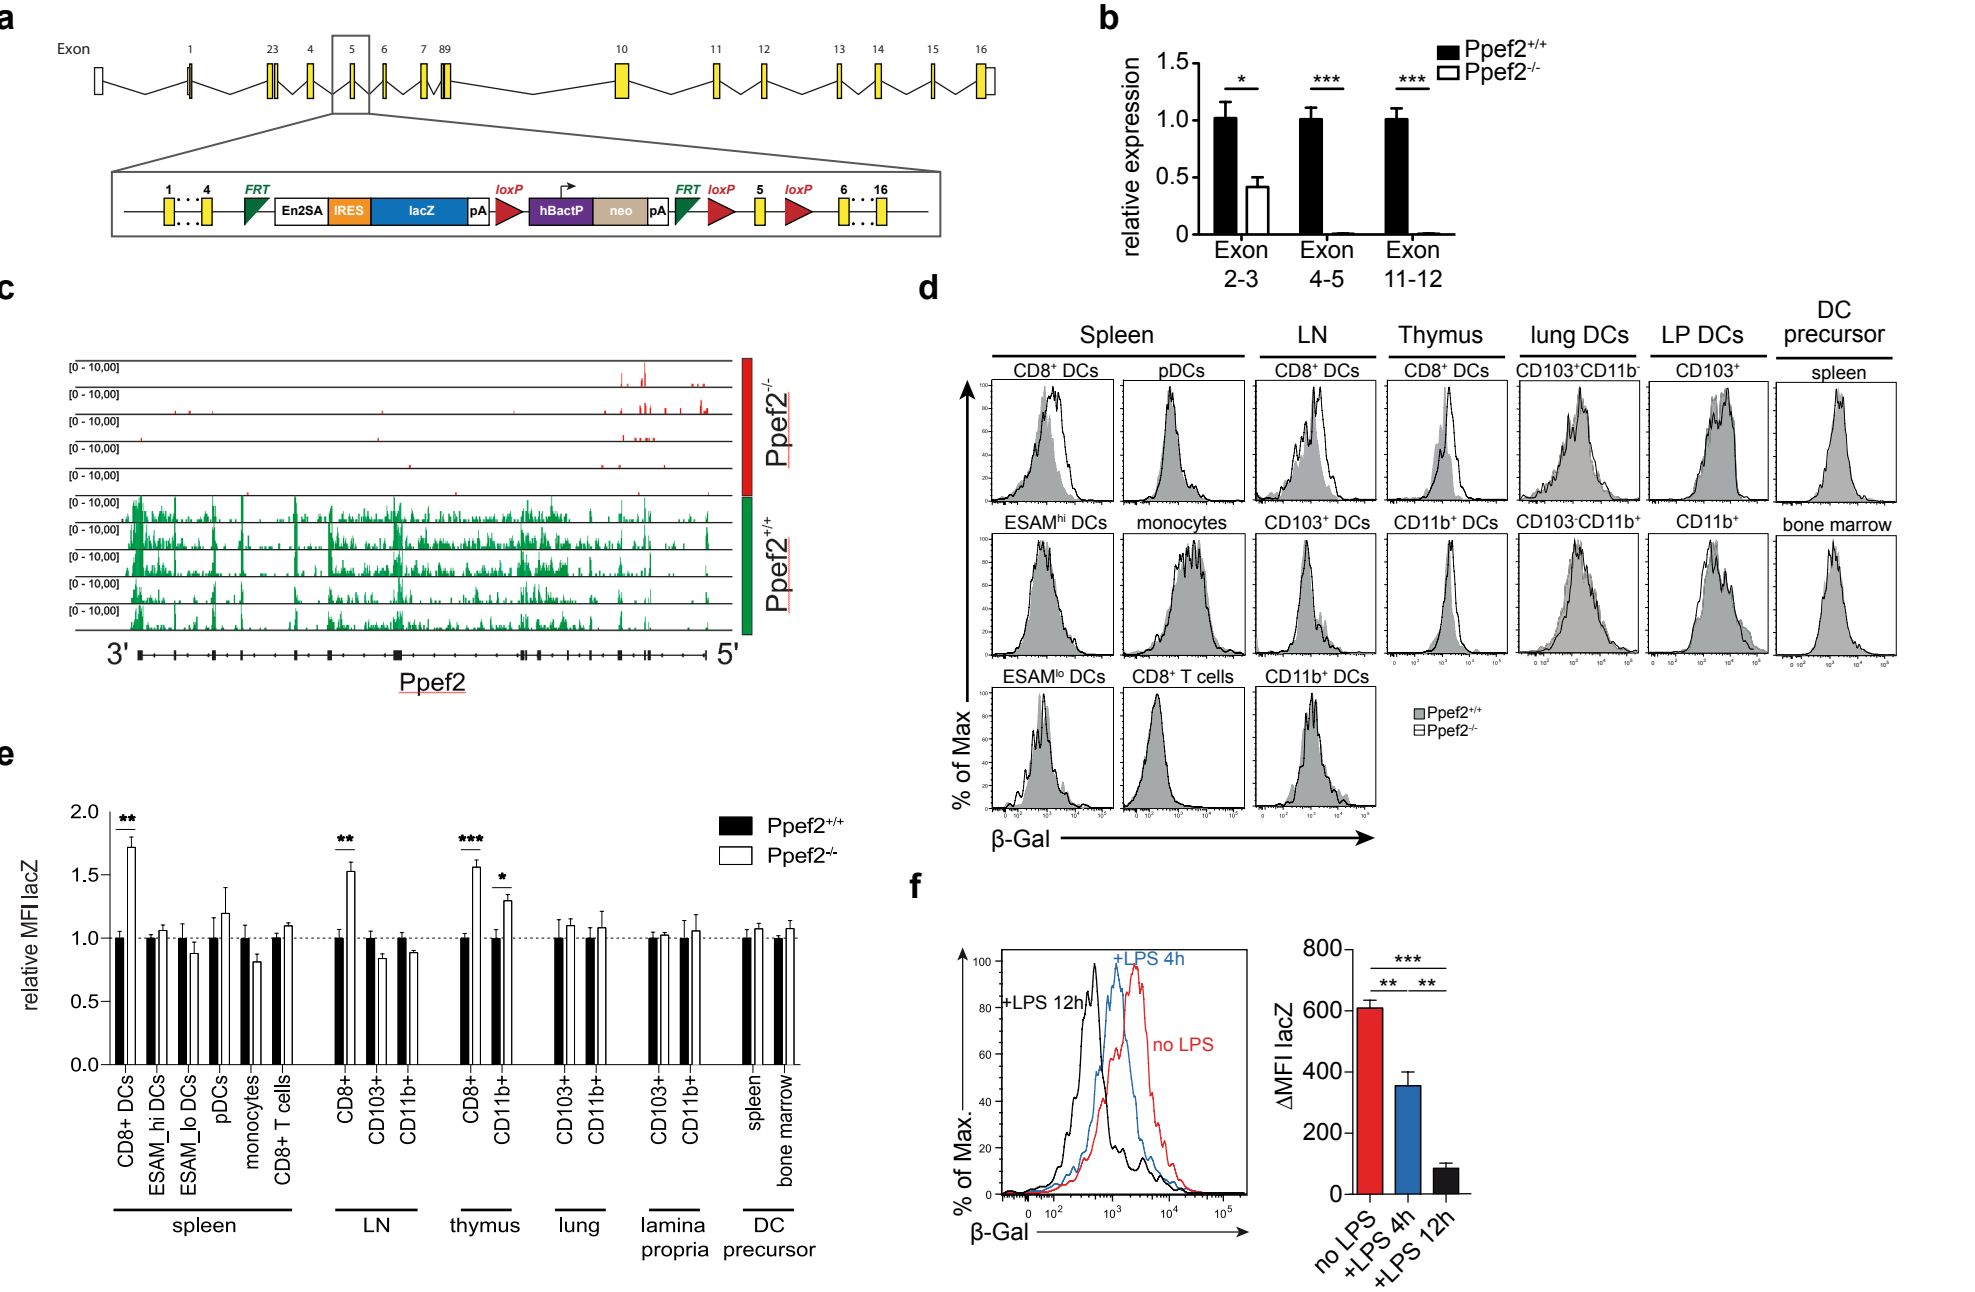 a
Exon 1 23 4 5 6 7 89 10 11 12 13 14 15 16
1 4 FRT loxP FRT loxP 5 loxP 6 16
En2SA IRES lacZ pA hBactP neo pA
b
Ppef2+/+
Ppef2-/-
relative expression
1.5
1.0
0.5
0
* *** ***
Exon Exon Exon
2-3 4-5 11-12
c
[0 - 10,00]
[0 - 10,00]
[0 - 10,00]
[0 - 10,00]
[0 - 10,00]
[0 - 10,00]
[0 - 10,00]
[0 - 10,00]
[0 - 10,00]
[0 - 10,00]
Ppef2-/-
Ppef2+/+
3' 5'
Ppef2
d
Spleen LN Thymus lung DCs LP DCs DC precursor
CD8+ DCs pDCs CD8+ DCs CD8+ DCs CD103+CD11b- CD103+ spleen
ESAMhi DCs monocytes CD103+ DCs CD11b+ DCs CD103-CD11b+ CD11b+ bone marrow
ESAMlo DCs CD8+ T cells CD11b+ DCs
Ppef2+/+
Ppef2-/-
% of Max
β-Gal
e
relative MFI lacZ
2.0
1.5
1.0
0.5
0.0
** ** *** *
Ppef2+/+
Ppef2-/-
CD8+ DCs
ESAM_hi DCs
ESAM_lo DCs
pDCs
monocytes
CD8+ T cells
CD8+
CD103+
CD11b+
CD8+
CD11b+
CD103+
CD11b+
CD103+
CD11b+
spleen
bone marrow
spleen LN thymus lung lamina DC
propria precursor
f
% of Max.
100
80
60
40
20
0
+LPS 4h
+LPS 12h
no LPS
0 10² 10³ 10⁴ 10⁵
β-Gal
ΔMFI lacZ
800
600
400
200
0
***
** **
no LPS
+LPS 4h
+LPS 12h